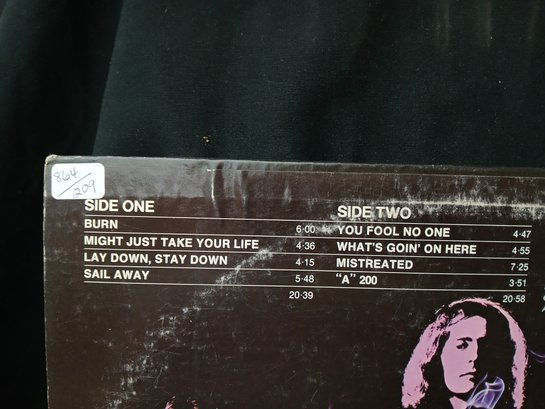 864/209
SIDE ONE
BURN 6·00
MIGHT JUST TAKE YOUR LIFE 4·36
LAY DOWN, STAY DOWN 4·15
SAIL AWAY 5·48
20·39
SIDE TWO
YOU FOOL NO ONE 4·47
WHAT'S GOIN' ON HERE 4·55
MISTREATED 7·25
"A" 200 3·51
20·58